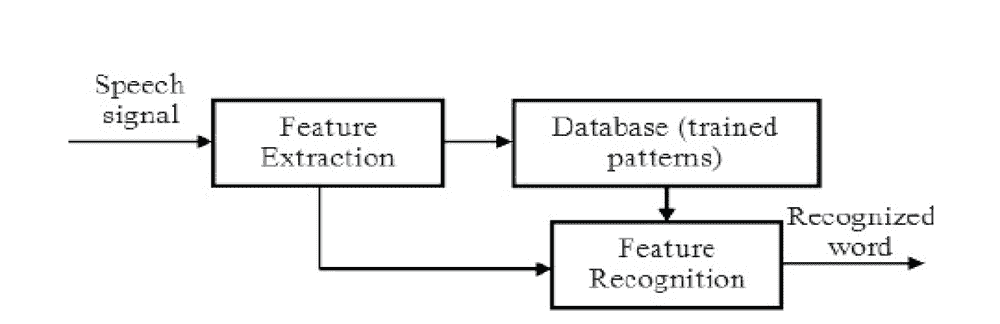 Speech
signal
Feature
Extraction
Database (trained
patterns)
Feature
Recognition
Recognized
word